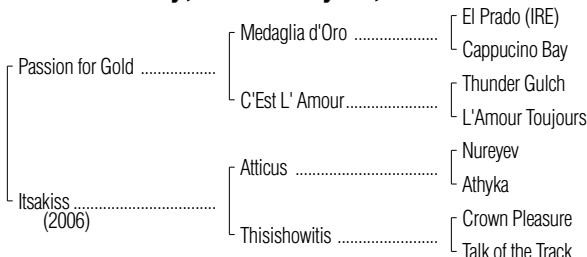 El Prado (IRE)
Medaglia d'Oro ....................
Cappucino Bay
Passion for Gold .................
Thunder Gulch
C'Est L' Amour......................
L'Amour Toujours
Nureyev
Atticus ..................................
Athyka
Itsakiss ..................................
(2006)
Crown Pleasure
Thisishowitis ........................
Talk of the Track